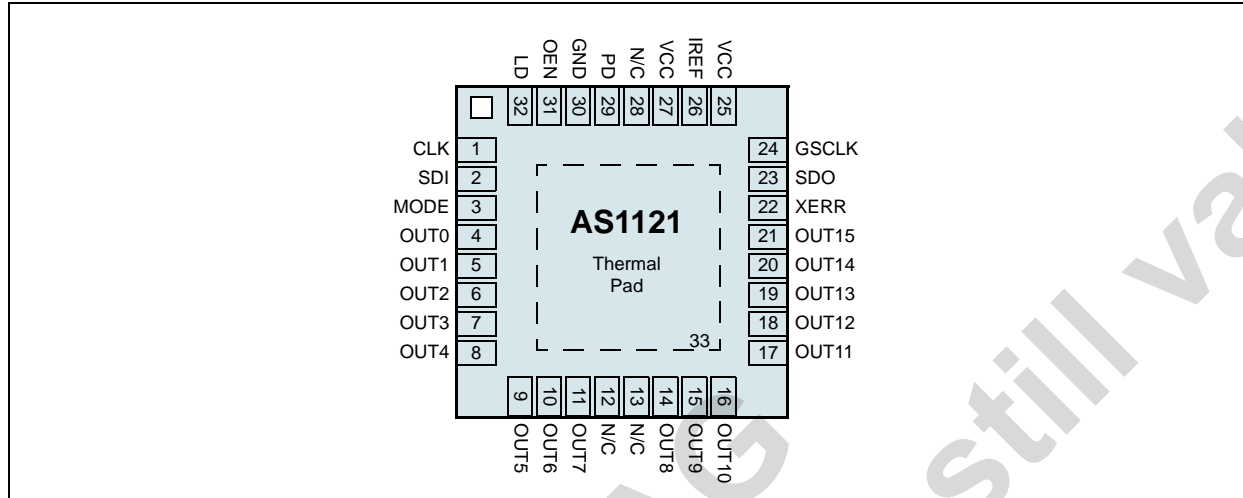 LD OEN GND PD N/C VCC IREF VCC
32 31 30 29 28 27 26 25
CLK 1 24 GSCLK
SDI 2 23 SDO
MODE 3 22 XERR
OUT0 4 21 OUT15
OUT1 5 20 OUT14
OUT2 6 19 OUT13
OUT3 7 18 OUT12
OUT4 8 17 OUT11
AS1121
Thermal
Pad
33
9 10 11 12 13 14 15 16
OUT5 OUT6 OUT7 N/C N/C OUT8 OUT9 OUT10
AG
still